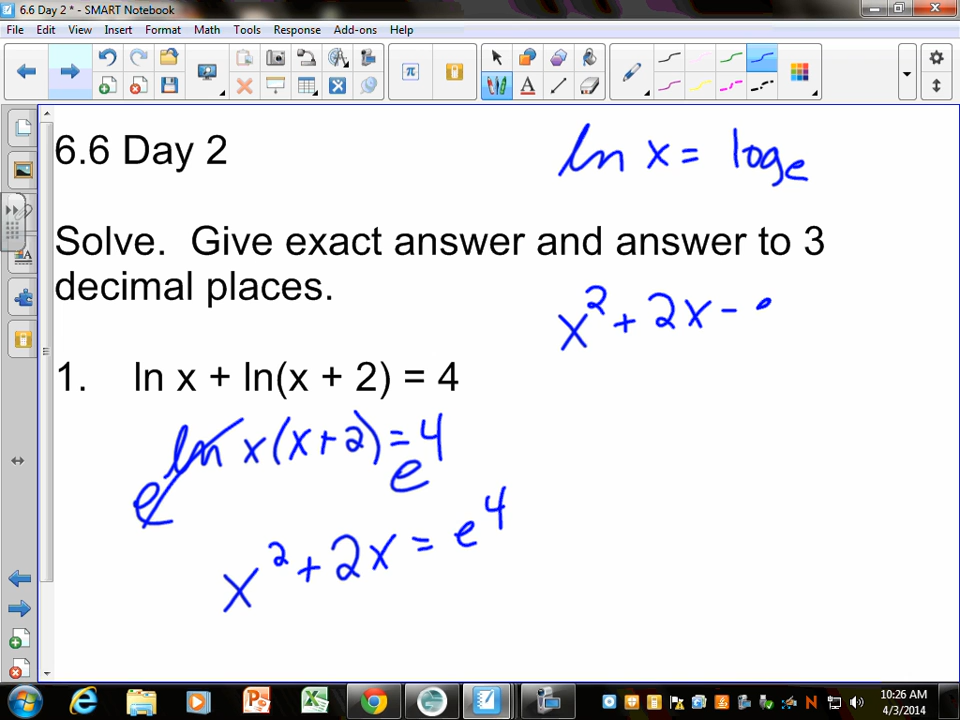 6.6 Day 2 * - SMART Notebook
File Edit View Insert Format Math Tools Response Add-ons Help
6.6 Day 2
ln x = logₑ
Solve. Give exact answer and answer to 3
decimal places.
x² + 2x -
1. ln x + ln(x + 2) = 4
e^(ln x(x+2)) = e^4
x² + 2x = e⁴
10:26 AM
4/3/2014